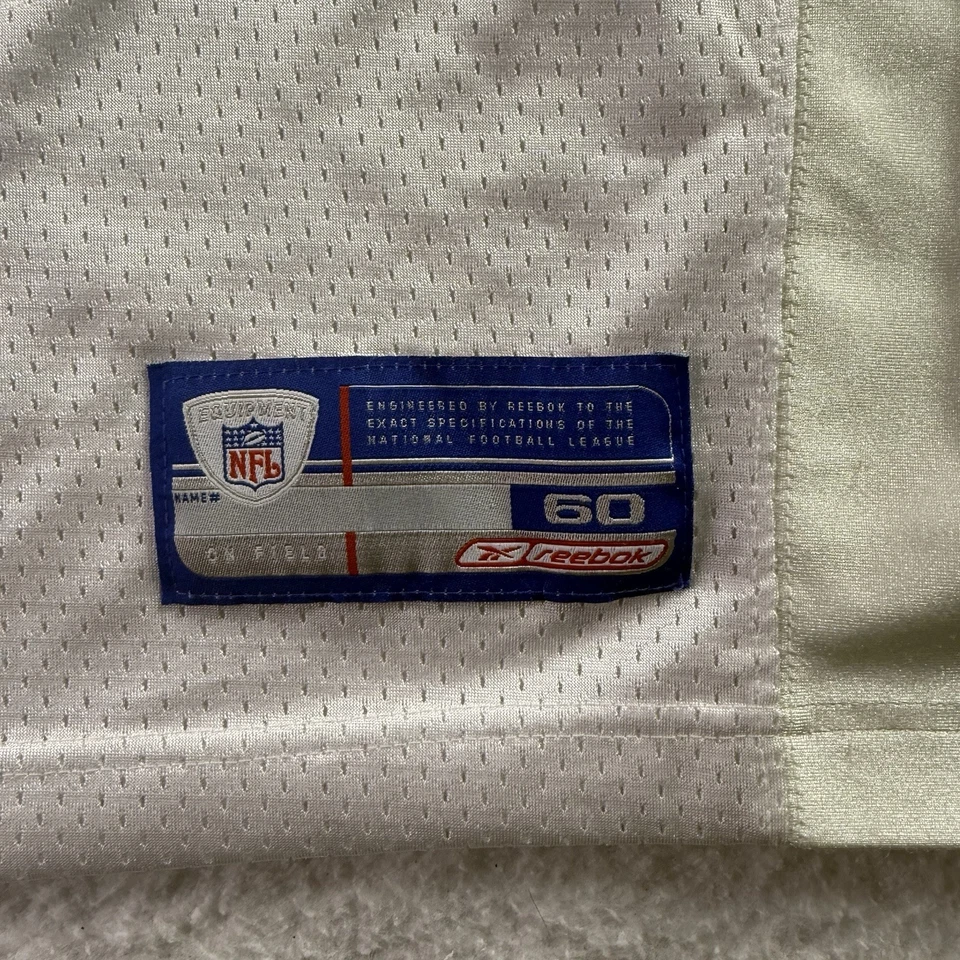 EQUIPMENT
NFL
ENGINEERED BY REEBOK TO THE
EXACT SPECIFICATIONS OF THE
NATIONAL FOOTBALL LEAGUE
NAME#
60
ON FIELD
reebok